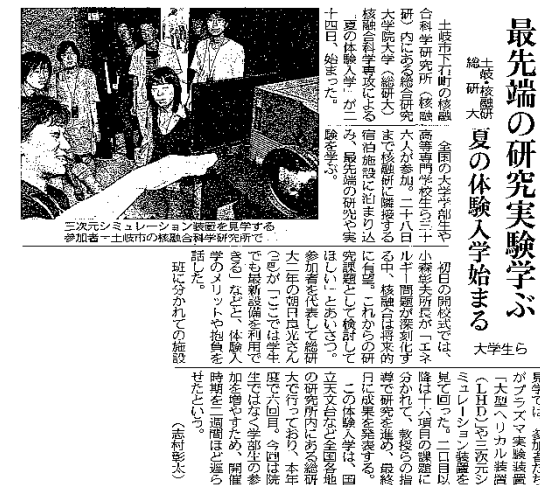 最先端の研究実験学ぶ
土岐・核融研
総研大
夏の体験入学始まる
大学生ら
土岐市下石町の核融
合科学研究所(核融
研)内にある総合研究
大学院大学(総研大)
核融合科学専攻による
「夏の体験入学」が二
十四日、始まった。
全国の大学学部生や
高等専門学校生ら三十
六人が参加。二十八日
まで核融研に隣接する
宿泊施設に泊まり込
み、最先端の研究や実
験を学ぶ。
三次元シミュレーション装置を見学する
参加者=土岐市の核融合科学研究所で
初日の開校式では、
小森彰夫所長が「エネ
ルギー問題が深刻化す
る中、核融合は将来的
に有望。これからの研
究課題として検討して
ほしい」とあいさつ。
参加者を代表して総研
大二年の朝日良光さん
が「ここでは学生
でも最新設備を利用で
きる」などと、体験入
学のメリットや抱負を
話した。
班に分かれての施設
見学では、参加者たち
がプラズマ実験装置
「大型ヘリカル装置
(LHD)」や三次元シ
ミュレーション装置を
見て回った。二日目以
降は十六項目の課題に
分かれて、教授らの指
導で研究を進め、最終
日に成果を発表する。
この体験入学は、国
立天文台など全国各地
の研究所内にある総研
大で行っており、本年
度で六回目。今回は院
生ではなく学部生の参
加を増やすため、開催
時期を二週間ほど遅ら
せたという。
(志村彰太)